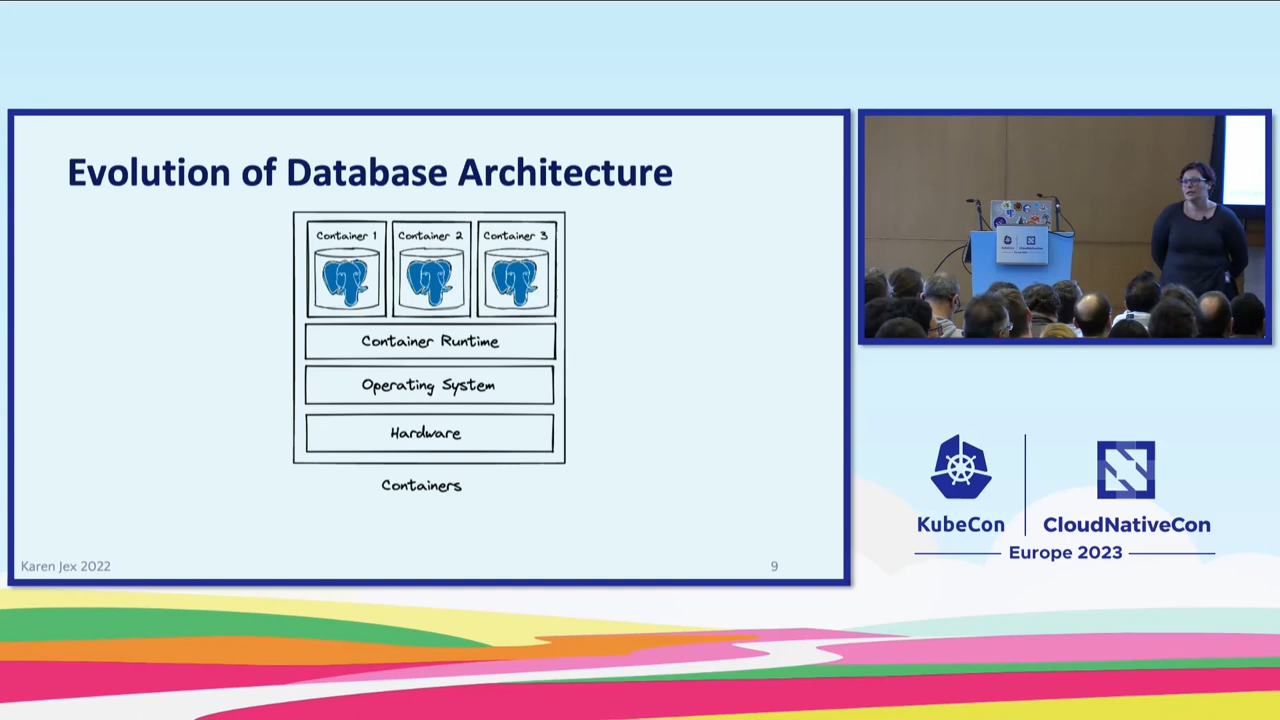 Evolution of Database Architecture
Container 1
Container 2
Container 3
Container Runtime
Operating System
Hardware
Containers
Karen Jex 2022
9
KubeCon
CloudNativeCon
Europe 2023